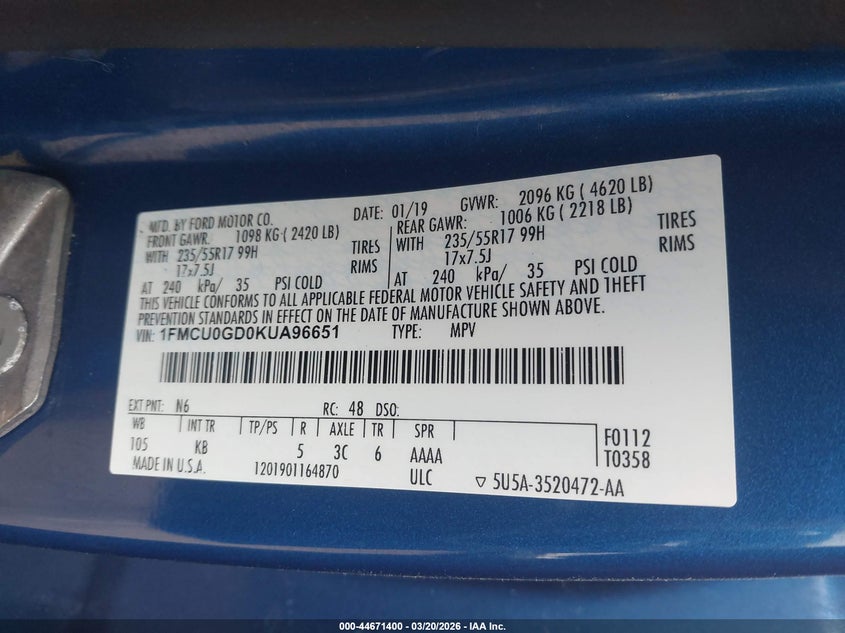 MFD. BY FORD MOTOR CO.
DATE: 01/19
GVWR: 2096 KG ( 4620 LB)
FRONT GAWR: 1098 KG ( 2420 LB)
REAR GAWR: 1006 KG ( 2218 LB)
WITH 235/55R17 99H TIRES
WITH 235/55R17 99H TIRES
17x7.5J RIMS
17x7.5J RIMS
AT 240 kPa/ 35 PSI COLD
AT 240 kPa/ 35 PSI COLD
THIS VEHICLE CONFORMS TO ALL APPLICABLE FEDERAL MOTOR VEHICLE SAFETY AND THEFT
PREVENTION STANDARDS IN EFFECT ON THE DATE OF MANUFACTURE SHOWN ABOVE.
VIN: 1FMCU0GD0KUA96651 TYPE: MPV
EXT PNT: N6 RC: 48 DSO:
WB INT TR TP/PS R AXLE TR SPR
105 KB 5 3C 6 AAAA
F0112
T0358
MADE IN U.S.A. 1201901164870 ULC ▽ 5U5A-3520472-AA
000-44671400 - 03/20/2026 - IAA Inc.